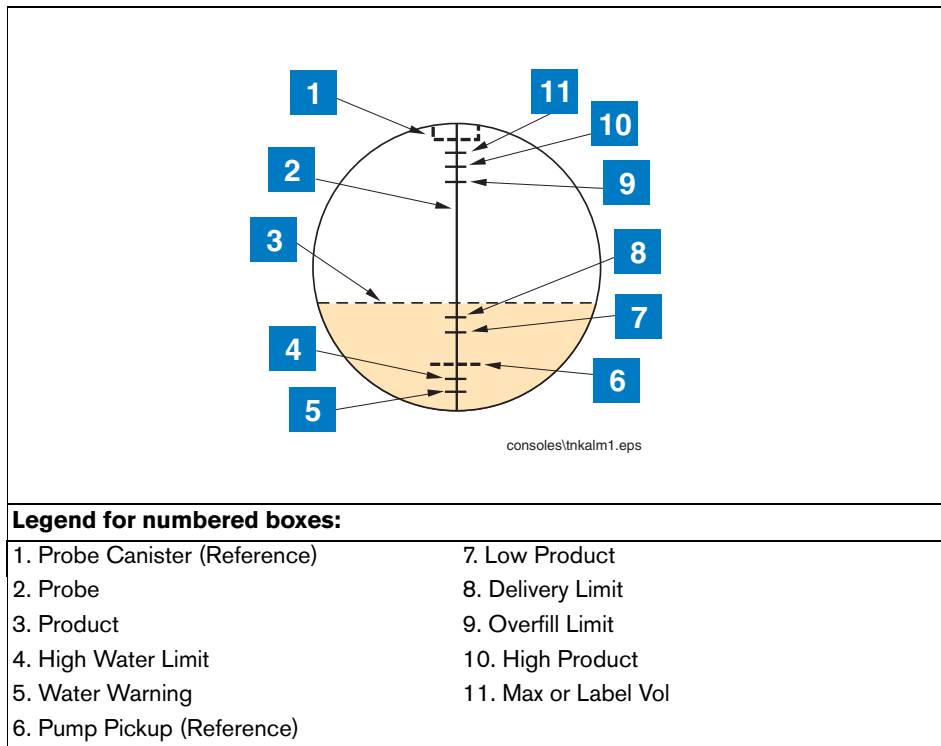 1
11
10
2
9
3
8
7
4
6
5
consoles\tnkalm1.eps
Legend for numbered boxes:
1. Probe Canister (Reference)
2. Probe
3. Product
4. High Water Limit
5. Water Warning
6. Pump Pickup (Reference)
7. Low Product
8. Delivery Limit
9. Overfill Limit
10. High Product
11. Max or Label Vol